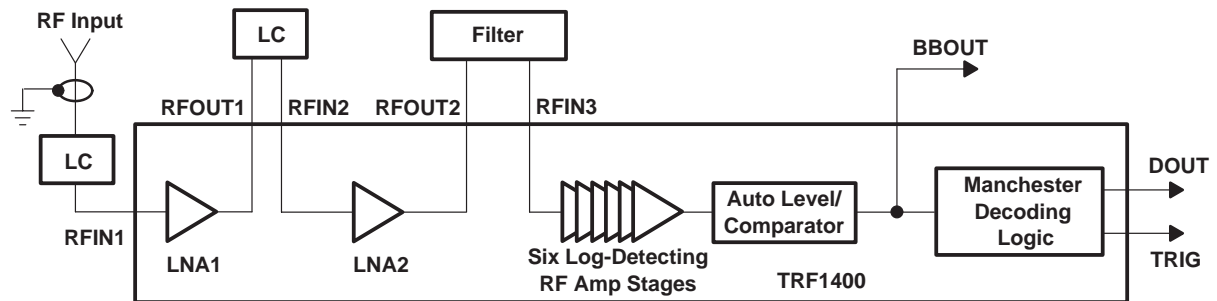 RF Input
LC
Filter
BBOUT
RFOUT1
RFIN2
RFOUT2
RFIN3
LC
RFIN1
LNA1
LNA2
Six Log-Detecting
RF Amp Stages
Auto Level/
Comparator
TRF1400
Manchester
Decoding
Logic
DOUT
TRIG